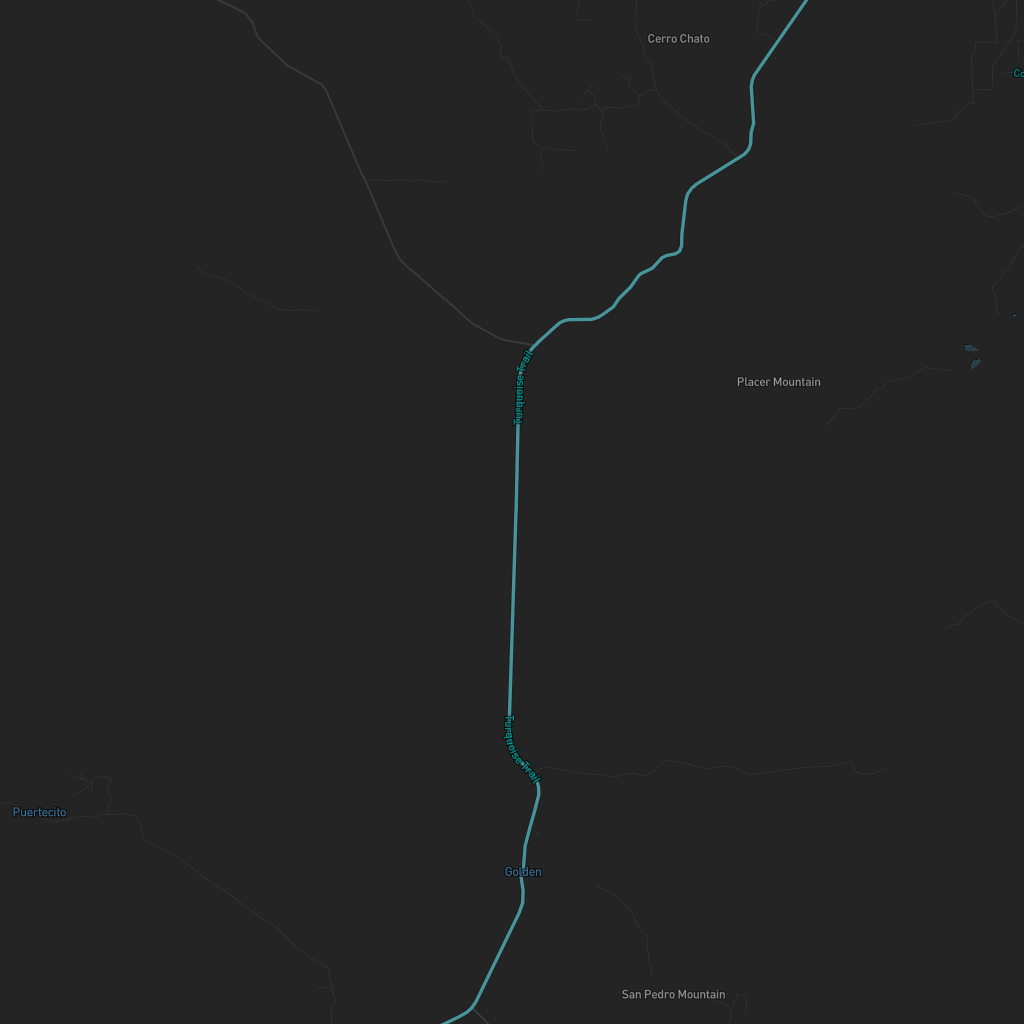 Cerro Chato
Turquoise Trail
Placer Mountain
Turquoise Trail
Puertecito
Golden
San Pedro Mountain